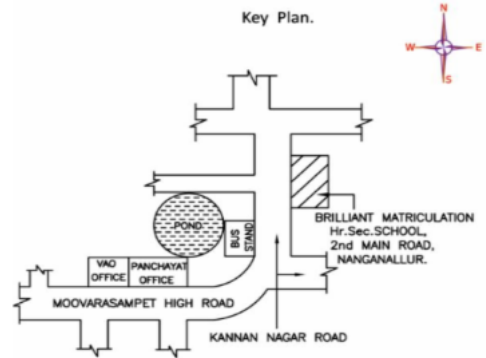 Key Plan.
N
W
E
S
BRILLIANT MATRICULATION
Hr.Sec.SCHOOL,
2nd MAIN ROAD,
NANGANALLUR.
POND
BUS
STAND
VAO
OFFICE
PANCHAYAT
OFFICE
MOOVARASAMPET HIGH ROAD
KANNAN NAGAR ROAD